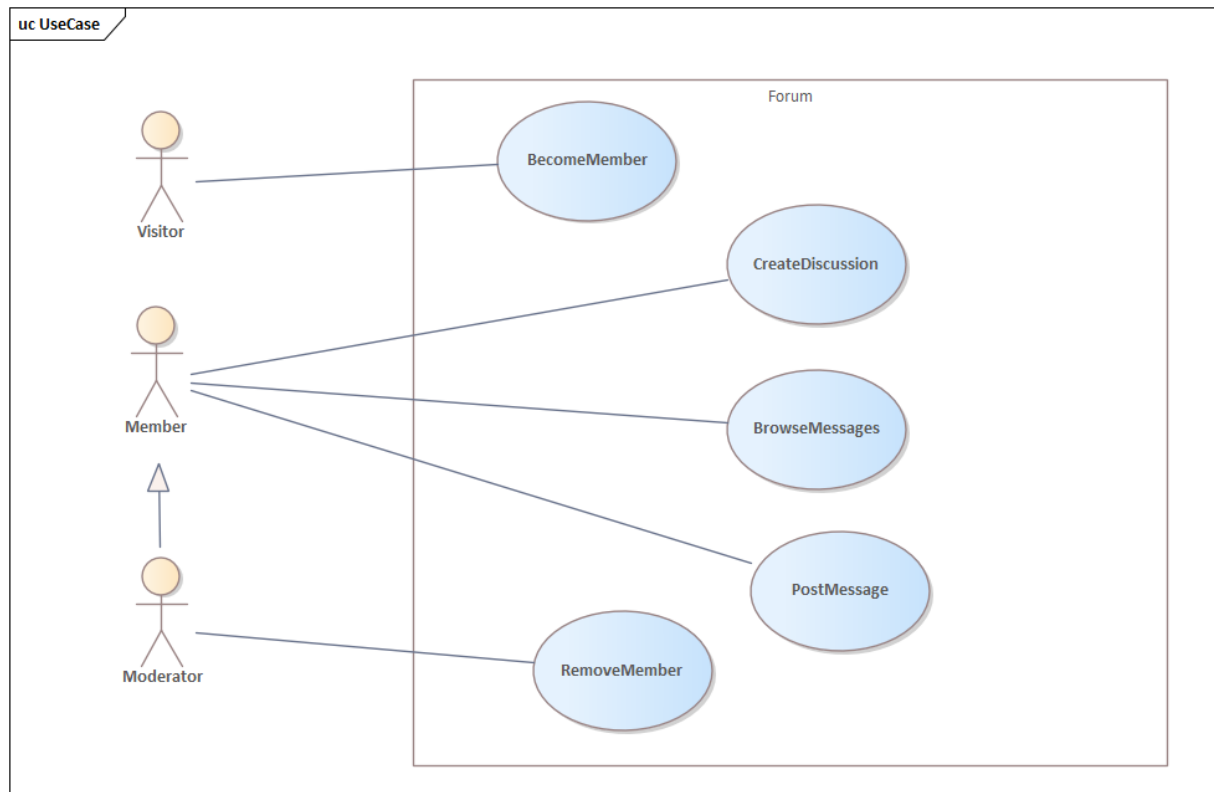 uc UseCase
Forum
BecomeMember
Visitor
CreateDiscussion
Member
BrowseMessages
PostMessage
Moderator
RemoveMember